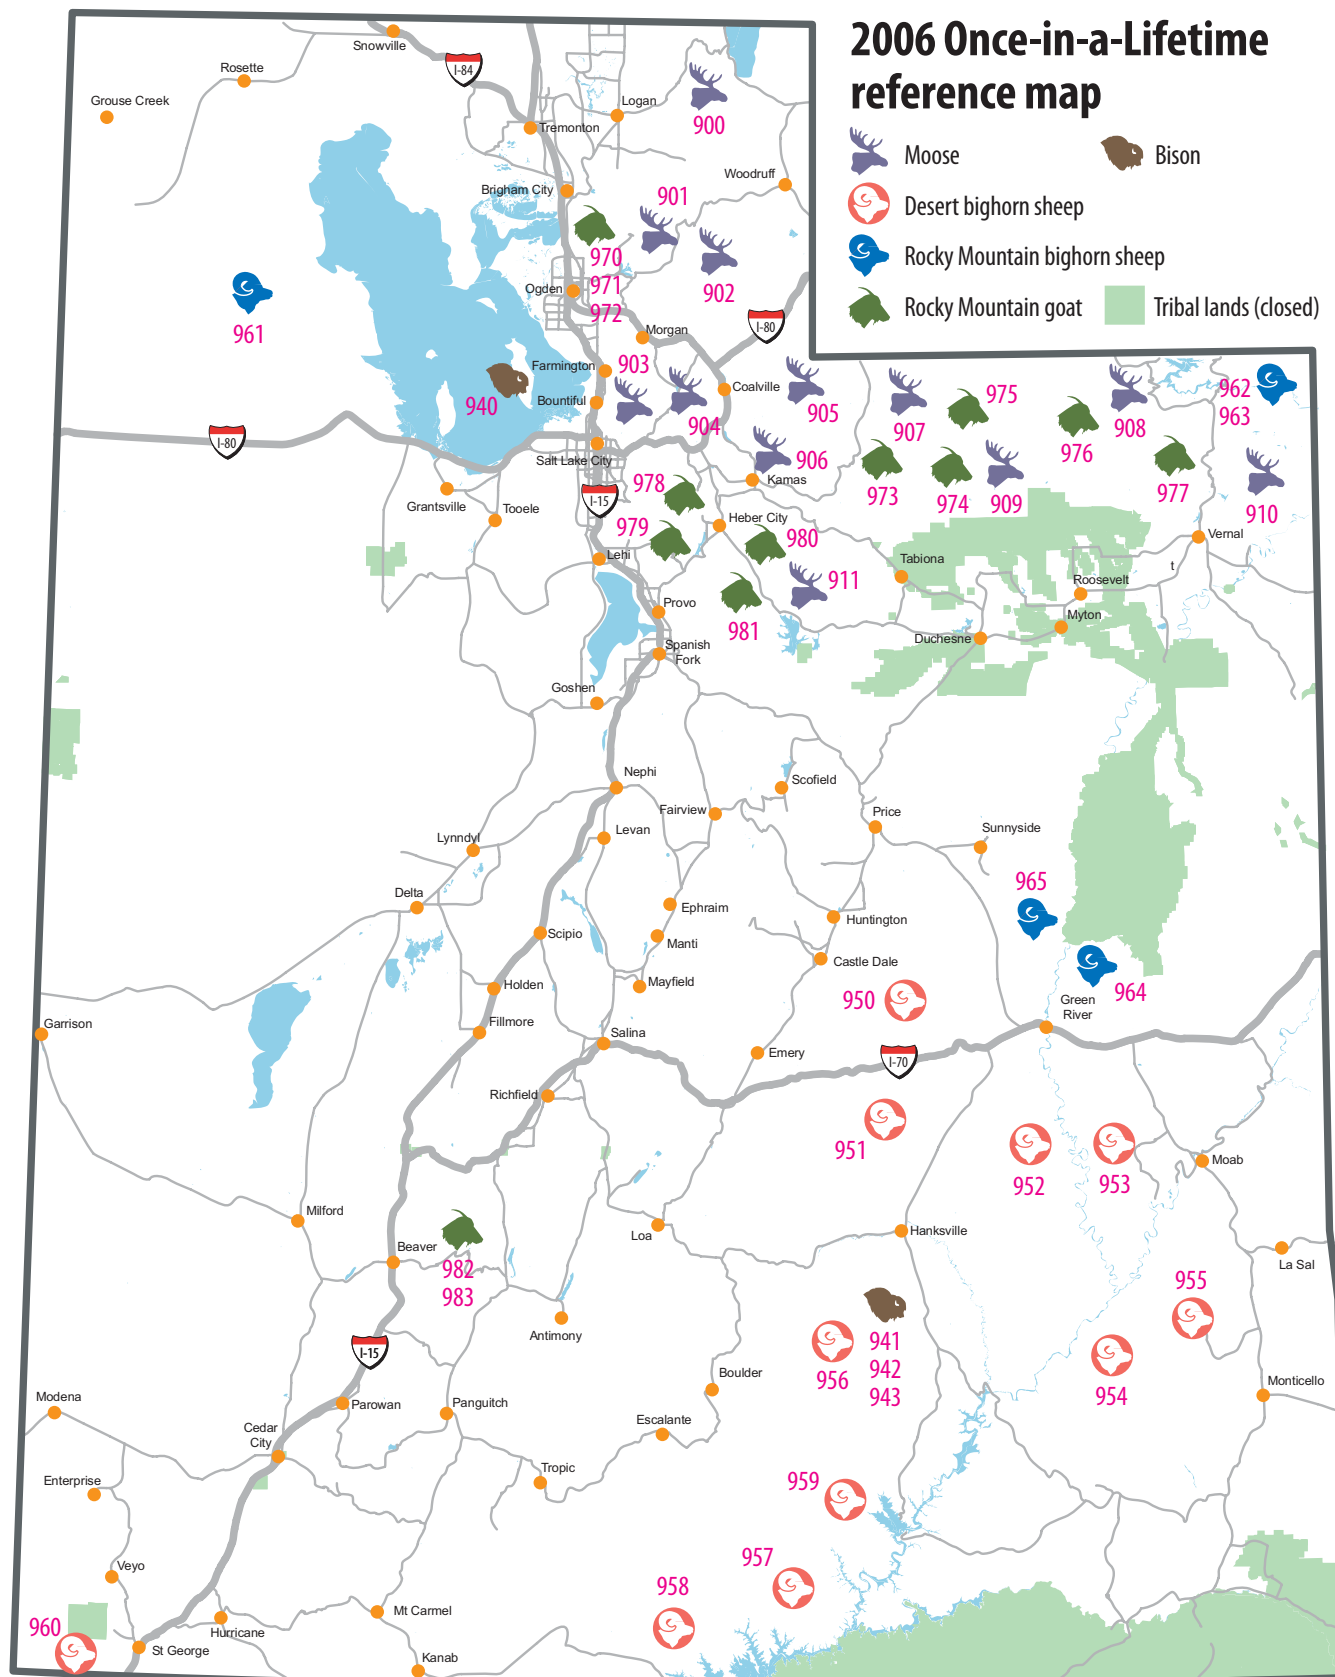 2006 Once-in-a-Lifetime
reference map
Moose
Bison
Desert bighorn sheep
Rocky Mountain bighorn sheep
Rocky Mountain goat
Tribal lands (closed)
Snowville
I-84
Rosette
Grouse Creek
Logan
Tremonton
900
Woodruff
Brigham City
901
970
971
972
902
Ogden
961
Morgan
I-80
Farmington
903
Coalville
940
Bountiful
904
905
907
975
908
962
963
I-80
Salt Lake City
906
Kamas
976
973
974
909
977
910
978
Grantsville
Tooele
I-15
979
Heber City
980
Vernal
Lehi
Tabiona
t
911
Roosevelt
Provo
Myton
981
Duchesne
Spanish
Fork
Goshen
Nephi
Scofield
Fairview
Price
Levan
Sunnyside
Lynndyl
965
Delta
Ephraim
Huntington
Scipio
Manti
Castle Dale
Mayfield
Holden
950
964
Green
River
Garrison
Fillmore
Salina
Emery
I-70
Richfield
951
Moab
952
953
Milford
Loa
Hanksville
Beaver
La Sal
982
983
955
Antimony
941
942
943
I-15
956
954
Boulder
Monticello
Modena
Parowan
Panguitch
Escalante
Cedar
City
Tropic
Enterprise
959
Veyo
957
958
Mt Carmel
960
Hurricane
St George
Kanab